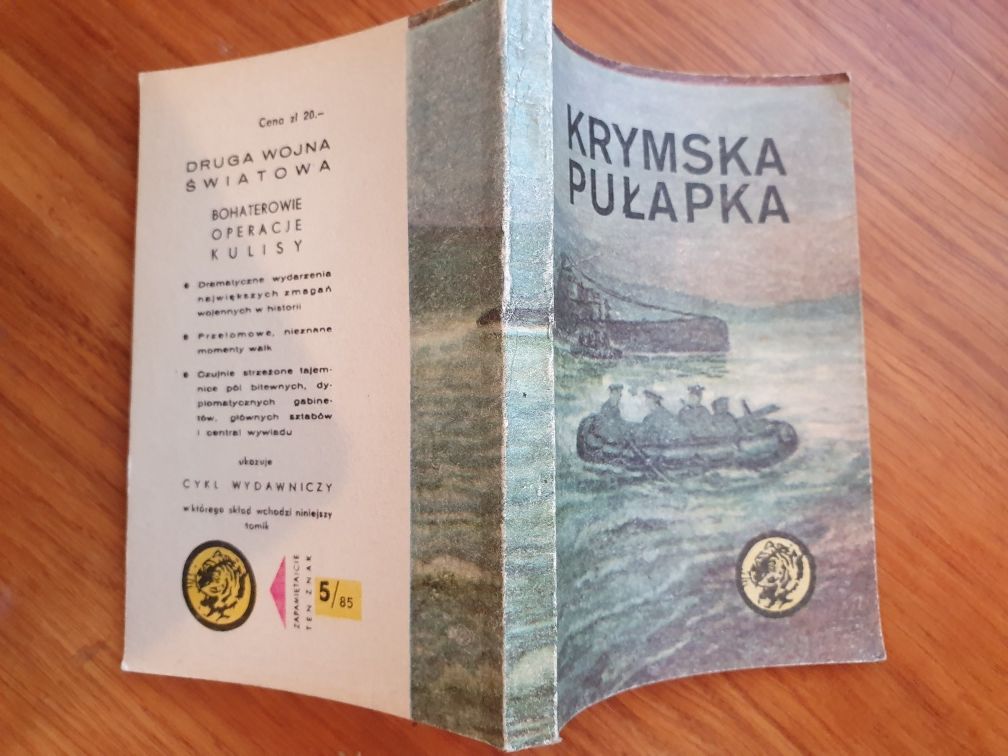 Cena zł 20.–
DRUGA WOJNA
ŚWIATOWA
BOHATEROWIE
OPERACJE
KULISY
Dramatyczne wydarzenia
największych zmagań
wojennych w historii
Przełomowe, nieznane
momenty walk
Czujnie strzeżone tajem-
nice pól bitewnych, dy-
plomatycznych gabine-
tów, głównych sztabów
i central wywiadu
ukazuje
CYKL WYDAWNICZY
w którego skład wchodzi niniejszy
tomik
ZAPAMIĘTAJCIE
TEN ZNAK
5/85
KRYMSKA
PUŁAPKA